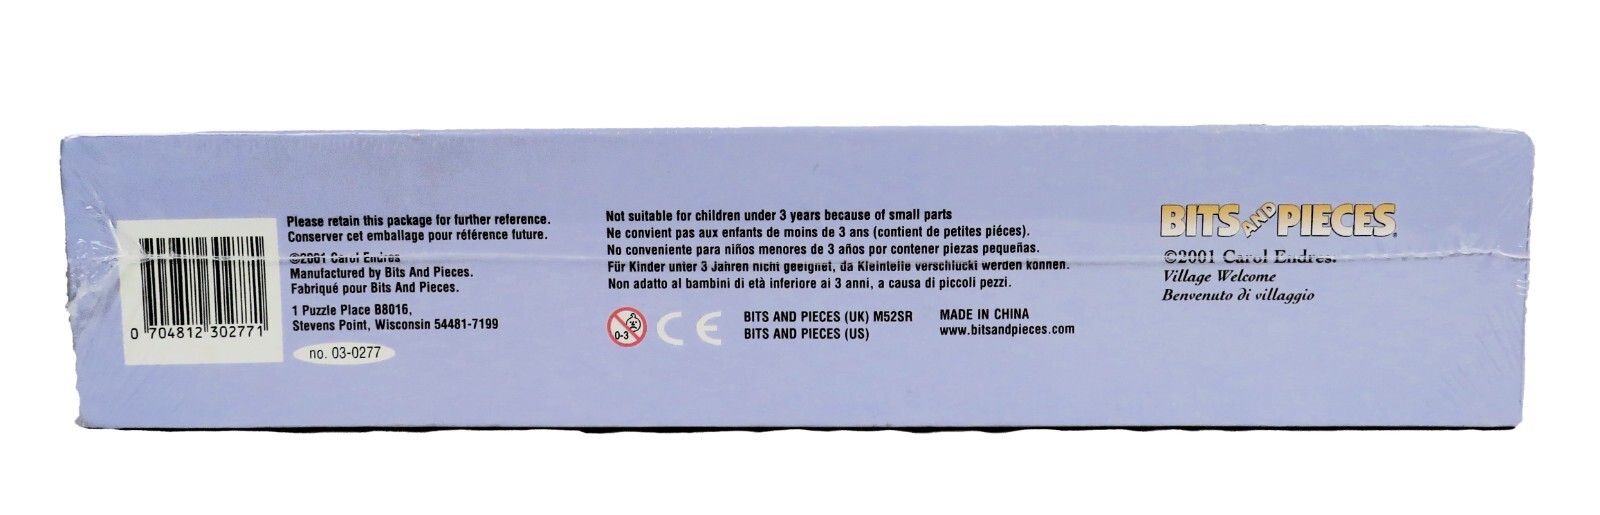 0 704812 302771
Please retain this package for further reference.
Conserver cet emballage pour référence future.
©2001 Carol Endres
Manufactured by Bits And Pieces.
Fabriqué pour Bits And Pieces.
1 Puzzle Place B8016,
Stevens Point, Wisconsin 54481-7199
no. 03-0277
Not suitable for children under 3 years because of small parts
Ne convient pas aux enfants de moins de 3 ans (contient de petites piéces).
No conveniente para niños menores de 3 años por contener piezas pequeñas.
Für Kinder unter 3 Jahren nicht geeignet, da Kleinteile verschluckt werden können.
Non adatto al bambini di età inferiore ai 3 anni, a causa di piccoli pezzi.
0-3
CE
BITS AND PIECES (UK) M52SR
BITS AND PIECES (US)
MADE IN CHINA
www.bitsandpieces.com
BITS AND PIECES
©2001 Carol Endres.
Village Welcome
Benvenuto di villaggio